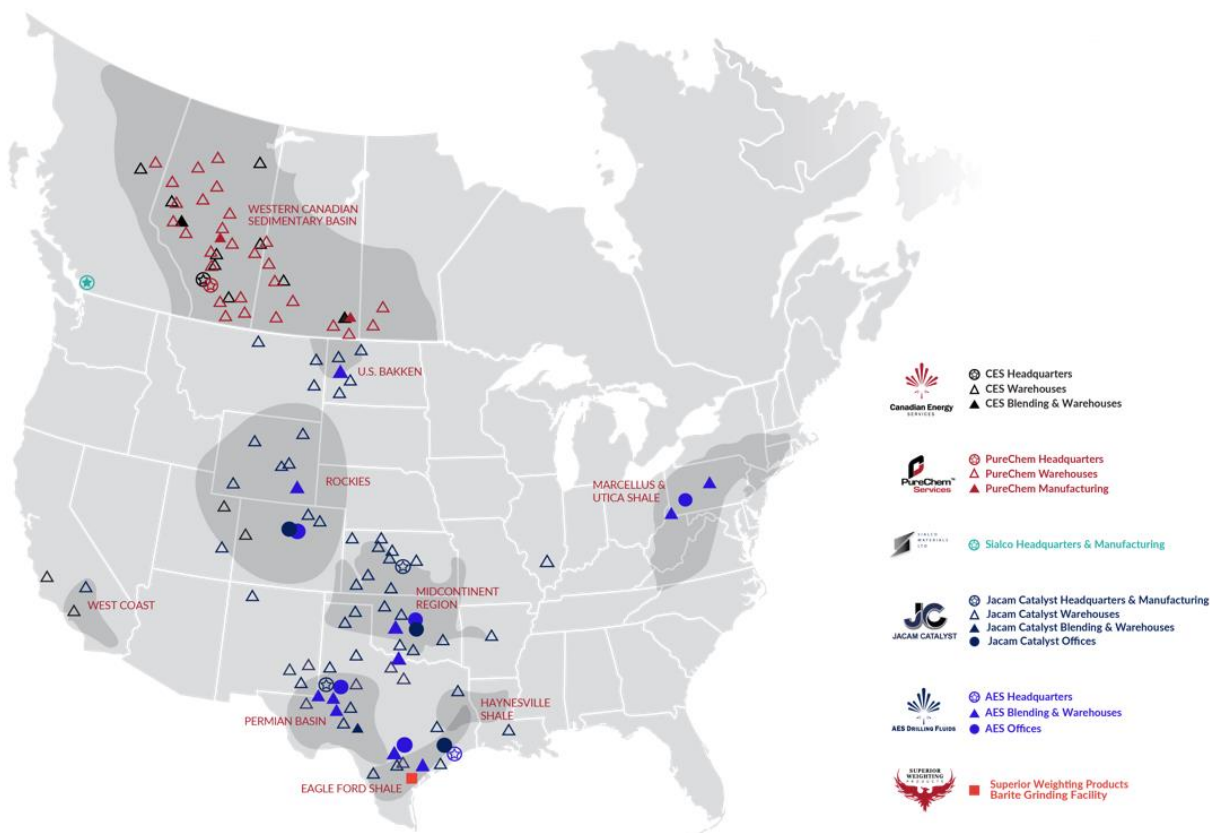 WESTERN CANADIAN
SEDIMENTARY BASIN
U.S. BAKKEN
ROCKIES
MARCELLUS &
UTICA SHALE
WEST COAST
MIDCONTINENT
REGION
PERMIAN BASIN
HAYNESVILLE
SHALE
EAGLE FORD SHALE
Canadian Energy
SERVICES
CES Headquarters
CES Warehouses
CES Blending & Warehouses
PureChem™
Services
PureChem Headquarters
PureChem Warehouses
PureChem Manufacturing
SIALCO
MATERIALS
LTD
Sialco Headquarters & Manufacturing
JC
JACAM CATALYST
Jacam Catalyst Headquarters & Manufacturing
Jacam Catalyst Warehouses
Jacam Catalyst Blending & Warehouses
Jacam Catalyst Offices
AES DRILLING FLUIDS
AES Headquarters
AES Blending & Warehouses
AES Offices
SUPERIOR
WEIGHTING
PRODUCTS
Superior Weighting Products
Barite Grinding Facility